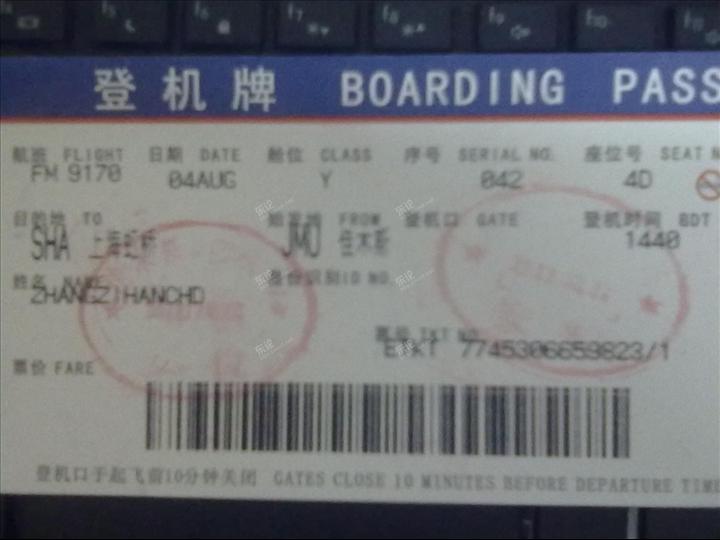 登机牌 BOARDING PASS
航班 FLIGHT 日期 DATE 舱位 CLASS 序号 SERIAL NO. 座位号 SEAT N
FM 9170 04AUG Y 042 4D
目的地 TO 始发地 FROM 登机口 GATE 登机时间 BDT
SHA 上海虹桥 JMU 佳木斯 1440
姓名 NAME 身份识别ID NO.
ZHANGZIHANCHD
票号 TKT NO.
ETKT 7745306659823/1
票价 FARE
登机口于起飞前10分钟关闭 GATES CLOSE 10 MINUTES BEFORE DEPARTURE TIME